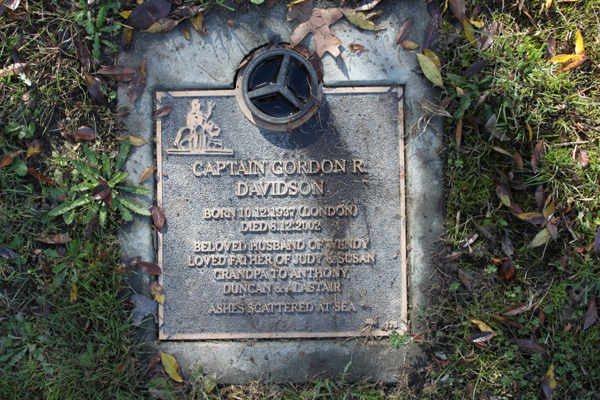 CAPTAIN GORDON R.
DAVIDSON
BORN 10.12.1937 (LONDON)
DIED 8.12.2002
BELOVED HUSBAND OF WENDY
LOVED FATHER OF JUDY & SUSAN
GRANDPA TO ANTHONY,
DUNCAN & ALASTAIR
ASHES SCATTERED AT SEA